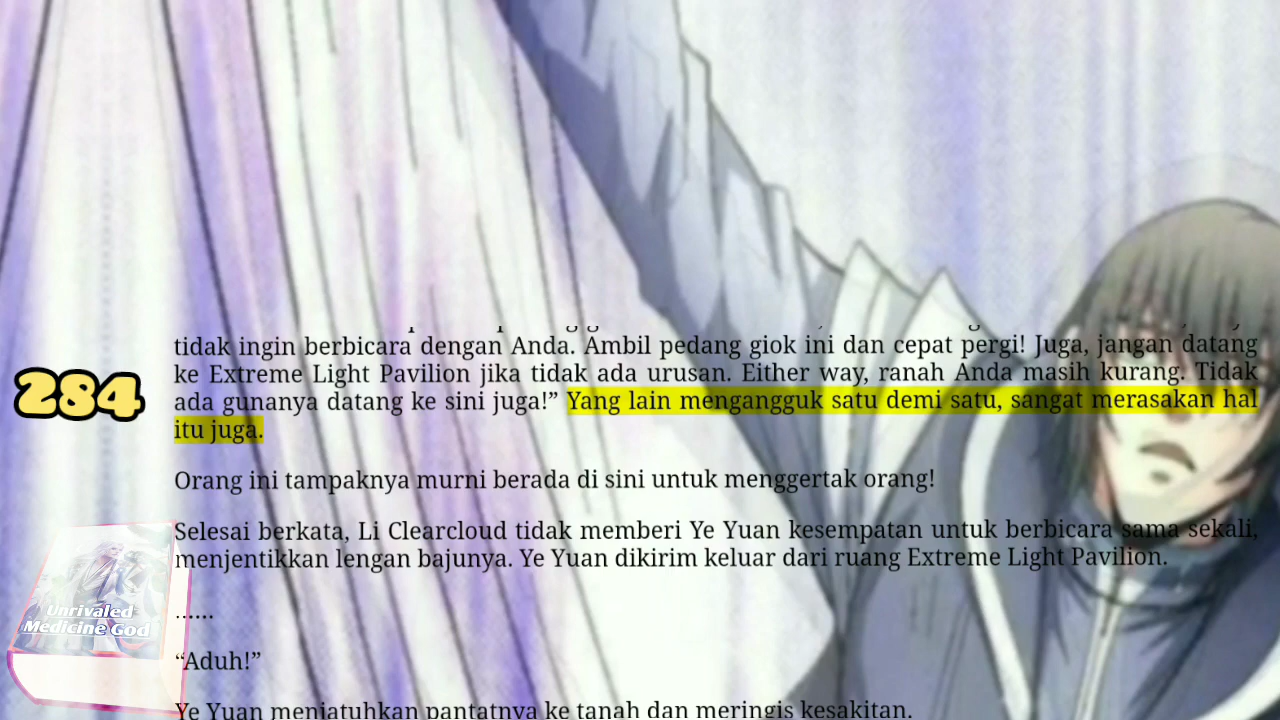 tidak ingin berbicara dengan Anda. Ambil pedang giok ini dan cepat pergi! Juga, jangan datang
ke Extreme Light Pavilion jika tidak ada urusan. Either way, ranah Anda masih kurang. Tidak
ada gunanya datang ke sini juga!” Yang lain mengangguk satu demi satu, sangat merasakan hal
itu juga.
284
Orang ini tampaknya murni berada di sini untuk menggertak orang!
Selesai berkata, Li Clearcloud tidak memberi Ye Yuan kesempatan untuk berbicara sama sekali,
menjentikkan lengan bajunya. Ye Yuan dikirim keluar dari ruang Extreme Light Pavilion.
......
“Aduh!”
Ye Yuan menjatuhkan pantatnya ke tanah dan meringis kesakitan.
Unrivaled
Medicine God